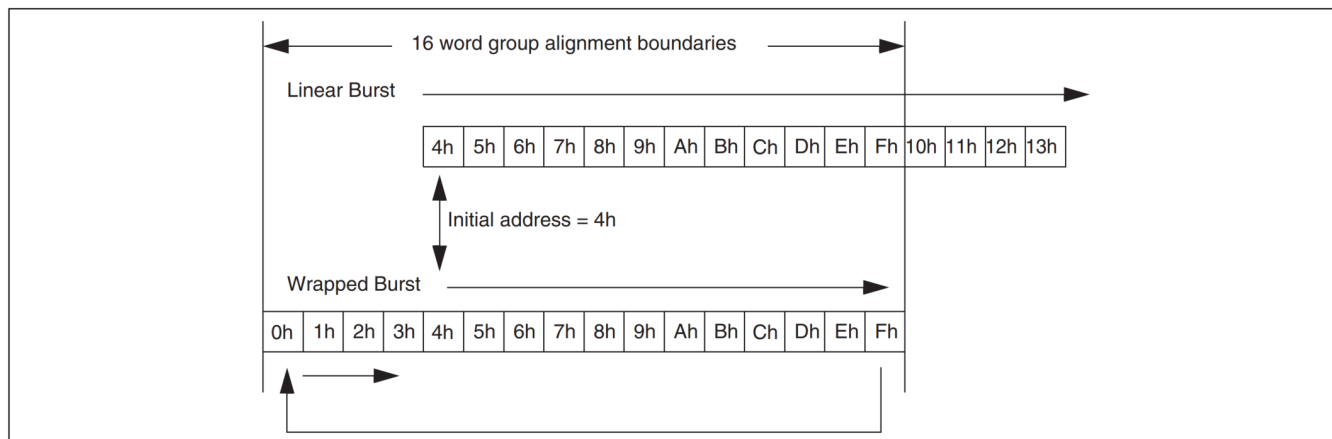 16 word group alignment boundaries
Linear Burst
4h 5h 6h 7h 8h 9h Ah Bh Ch Dh Eh Fh 10h 11h 12h 13h
Initial address = 4h
Wrapped Burst
0h 1h 2h 3h 4h 5h 6h 7h 8h 9h Ah Bh Ch Dh Eh Fh